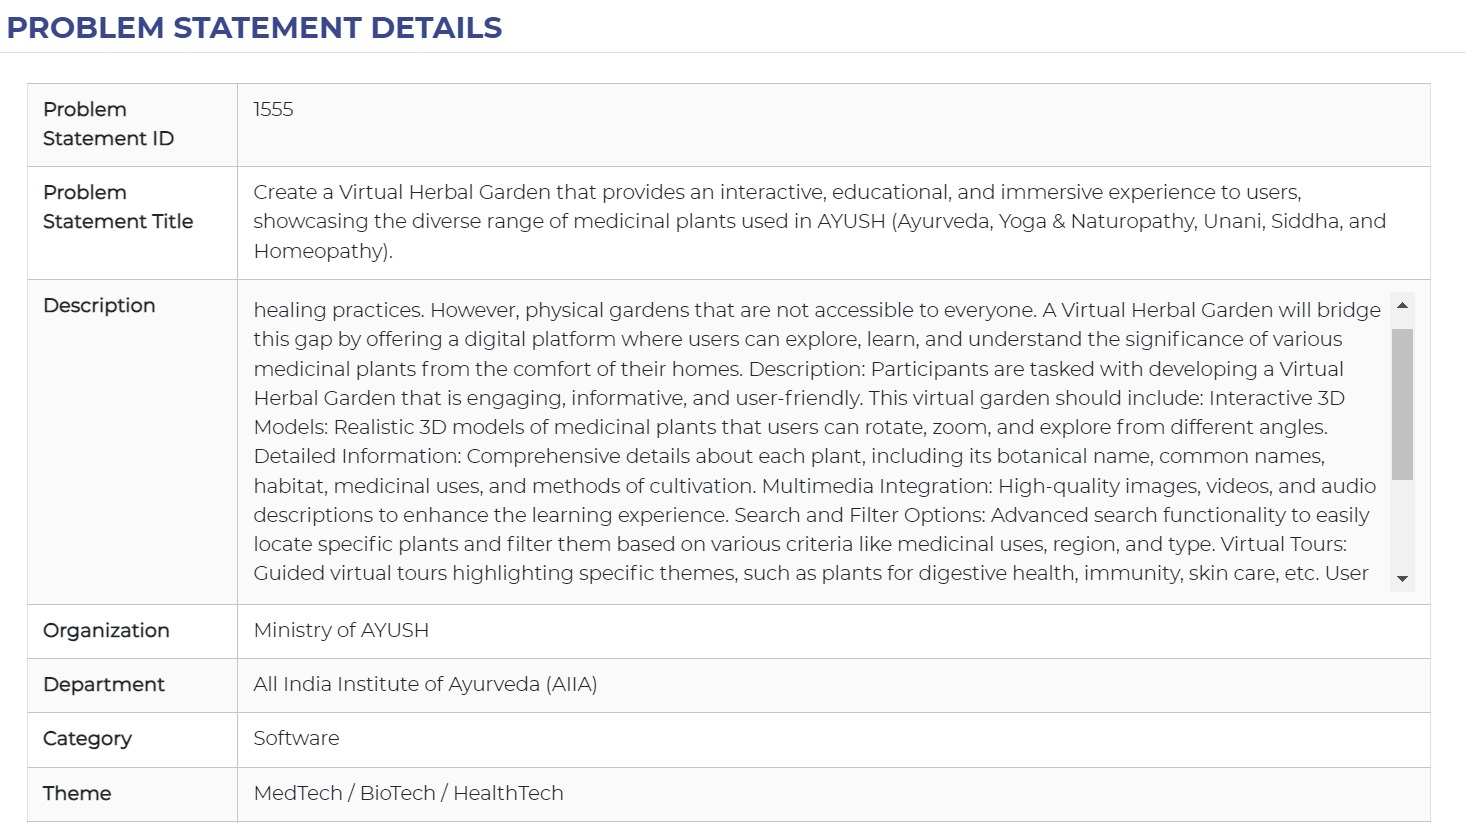 PROBLEM STATEMENT DETAILS
Problem
Statement ID
1555
Problem
Statement Title
Create a Virtual Herbal Garden that provides an interactive, educational, and immersive experience to users,
showcasing the diverse range of medicinal plants used in AYUSH (Ayurveda, Yoga & Naturopathy, Unani, Siddha, and
Homeopathy).
Description
healing practices. However, physical gardens that are not accessible to everyone. A Virtual Herbal Garden will bridge
this gap by offering a digital platform where users can explore, learn, and understand the significance of various
medicinal plants from the comfort of their homes. Description: Participants are tasked with developing a Virtual
Herbal Garden that is engaging, informative, and user-friendly. This virtual garden should include: Interactive 3D
Models: Realistic 3D models of medicinal plants that users can rotate, zoom, and explore from different angles.
Detailed Information: Comprehensive details about each plant, including its botanical name, common names,
habitat, medicinal uses, and methods of cultivation. Multimedia Integration: High-quality images, videos, and audio
descriptions to enhance the learning experience. Search and Filter Options: Advanced search functionality to easily
locate specific plants and filter them based on various criteria like medicinal uses, region, and type. Virtual Tours:
Guided virtual tours highlighting specific themes, such as plants for digestive health, immunity, skin care, etc. User
Organization
Ministry of AYUSH
Department
All India Institute of Ayurveda (AIIA)
Category
Software
Theme
MedTech / BioTech / HealthTech